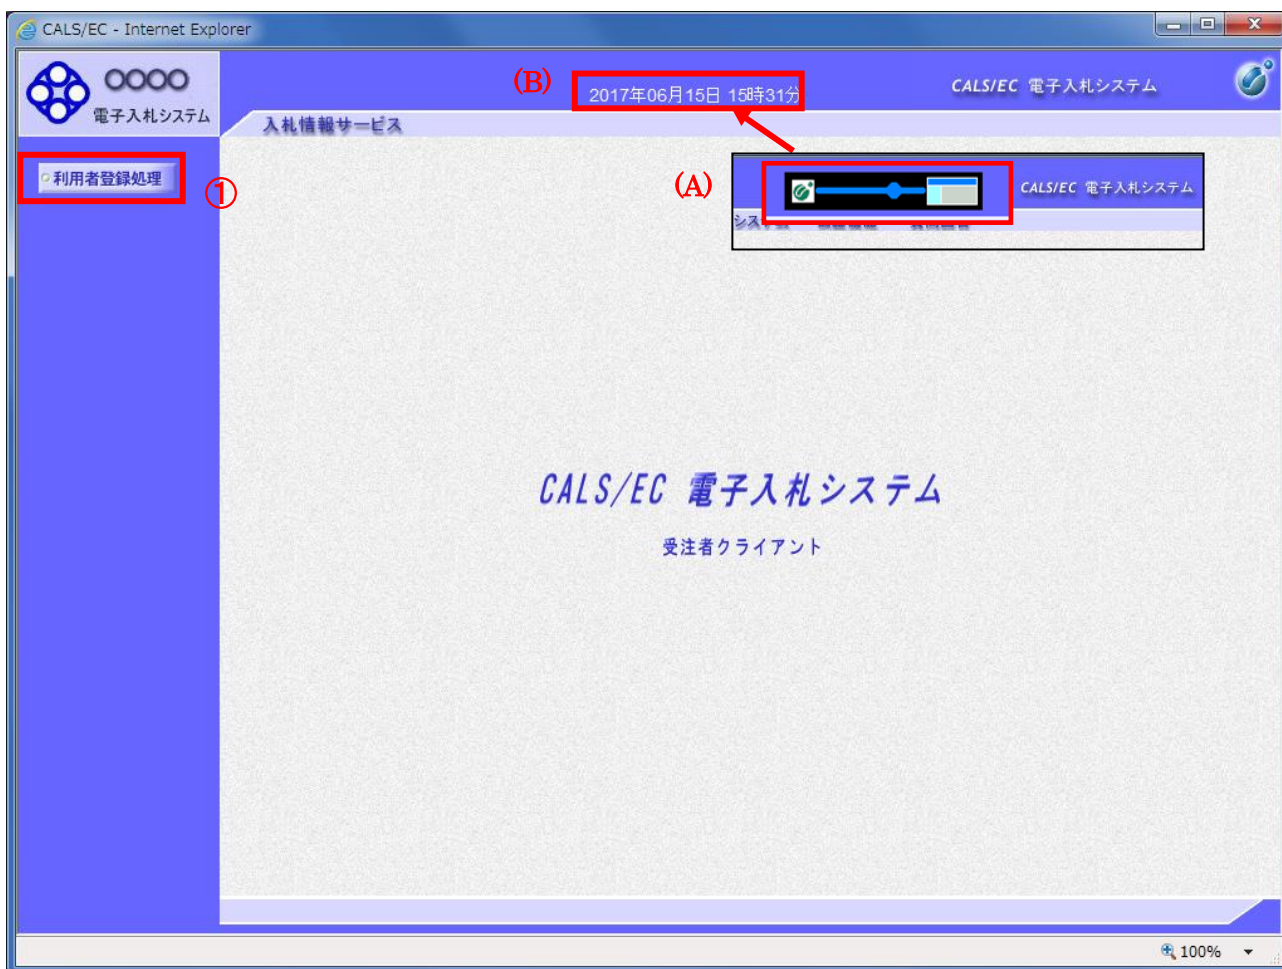 CALS/EC - Internet Explorer
○○○○
電子入札システム
(B)
2017年06月15日 15時31分
CALS/EC 電子入札システム
入札情報サービス
利用者登録処理
①
(A)
CALS/EC 電子入札システム
CALS/EC 電子入札システム
受注者クライアント
100%